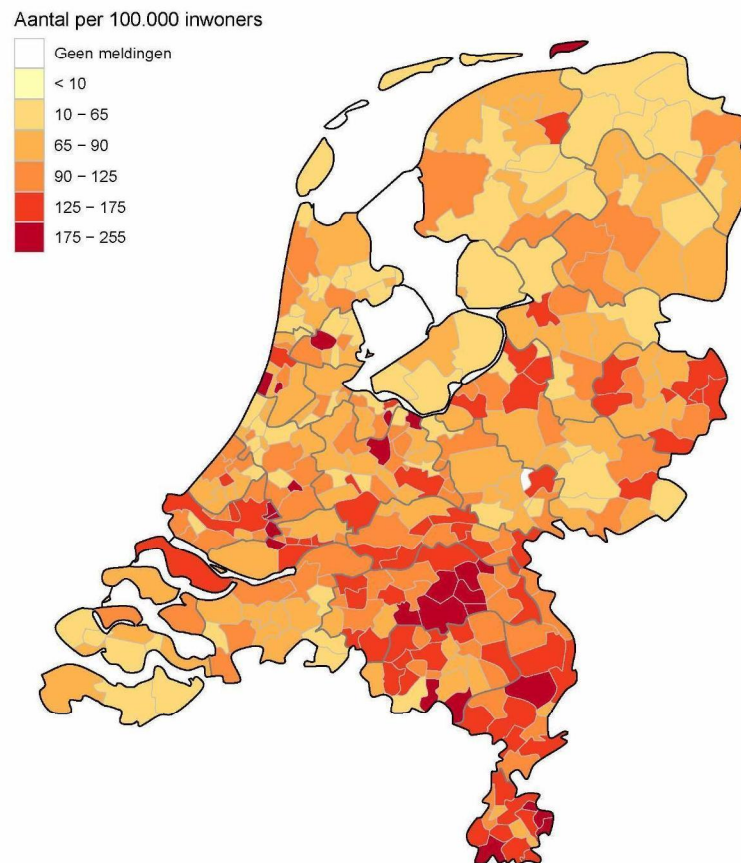 Aantal per 100.000 inwoners
Geen meldingen
< 10
10 − 65
65 − 90
90 − 125
125 − 175
175 − 255